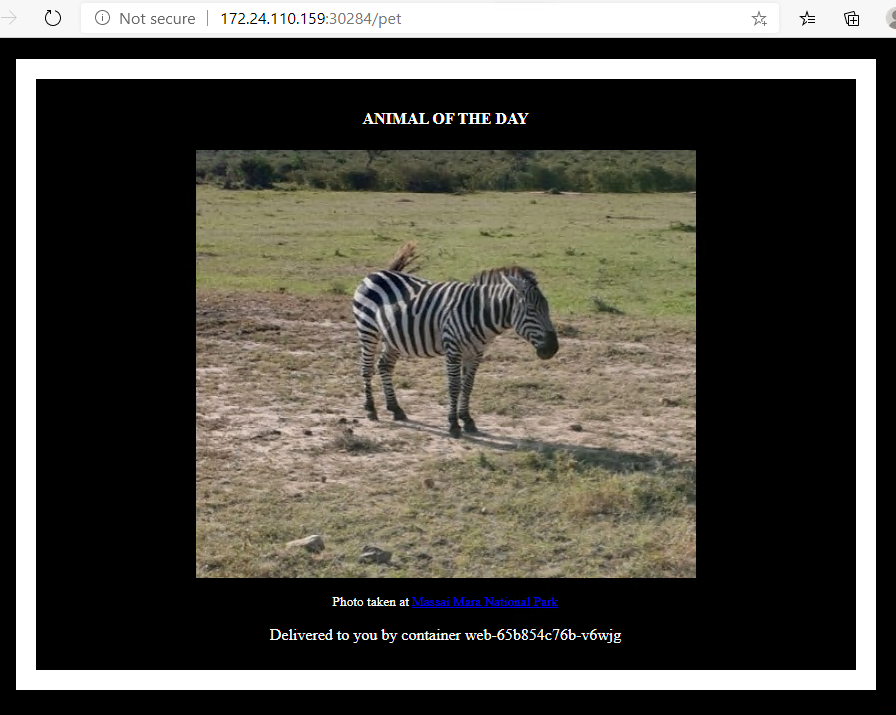 Not secure | 172.24.110.159:30284/pet
ANIMAL OF THE DAY
Photo taken at Massai Mara National Park
Delivered to you by container web-65b854c76b-v6wjg